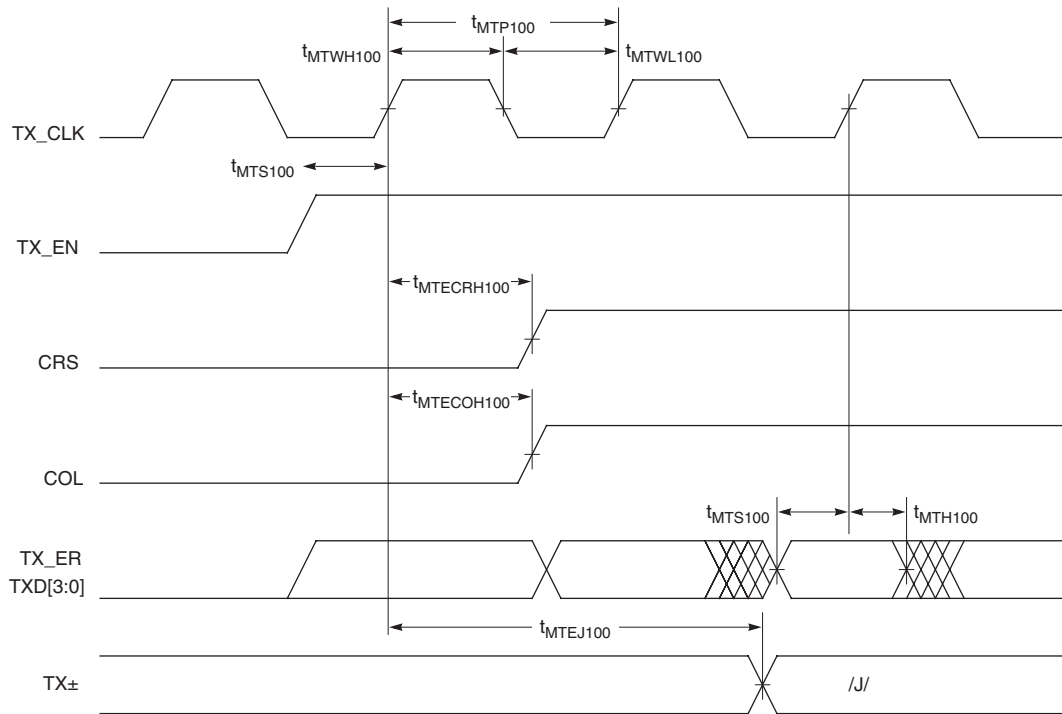 tMTP100
tMTWH100 tMTWL100
TX_CLK
tMTS100
TX_EN
tMTECRH100
CRS
tMTECOH100
COL
tMTS100 tMTH100
TX_ER
TXD[3:0]
tMTEJ100
TX± /J/